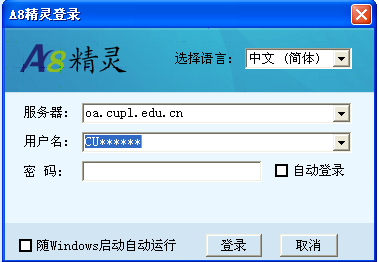 A8精灵登录
A8精灵
选择语言： 中文 (简体)
服务器： oa.cupl.edu.cn
用户名： CU******
密 码：
自动登录
随Windows启动自动运行
登录
取消